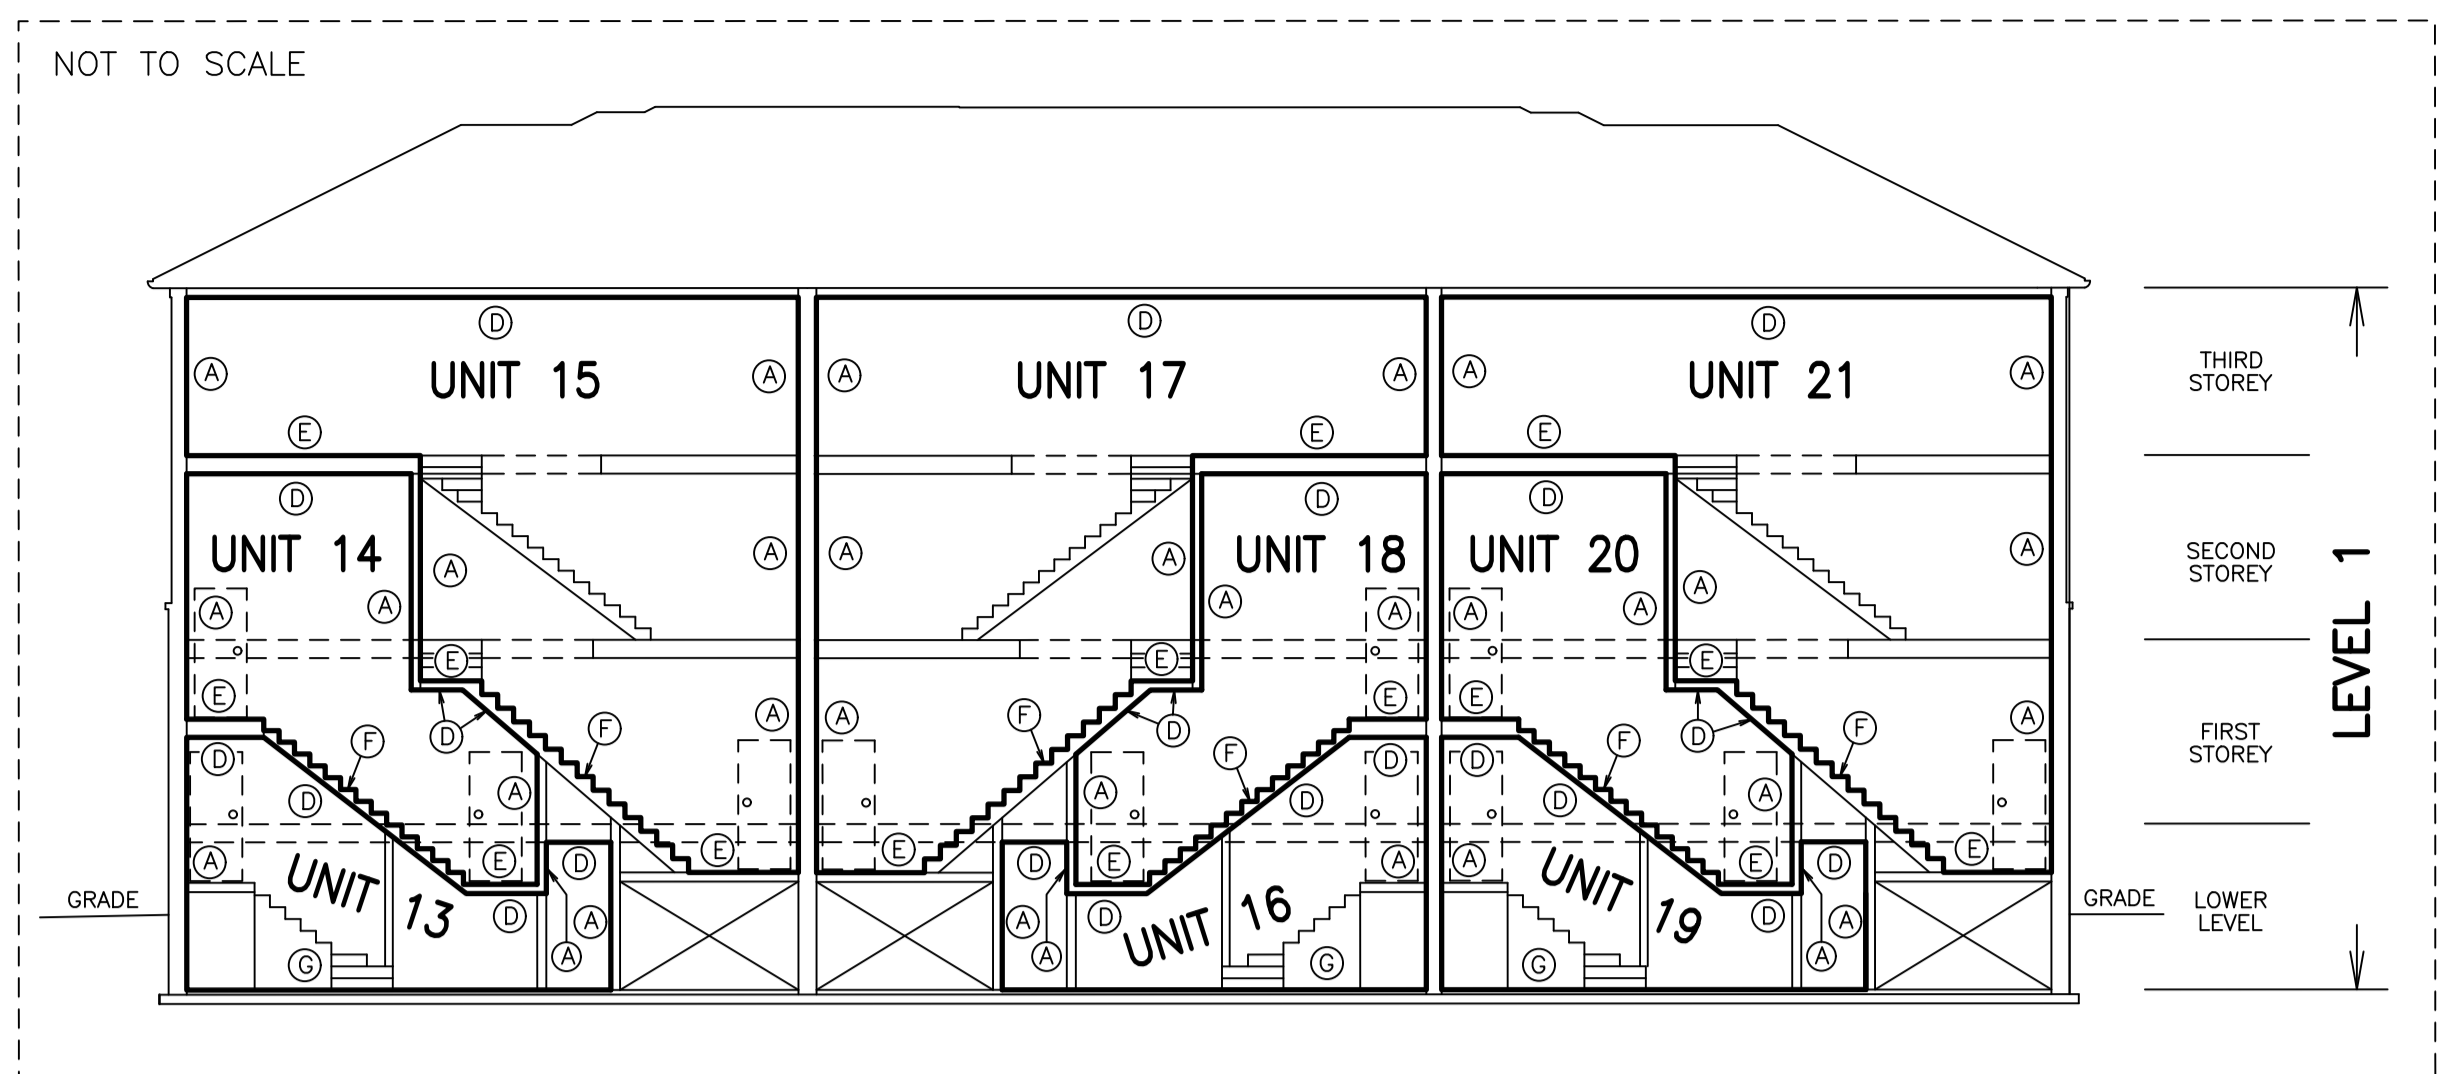 NOT TO SCALE
D
D
D
A
UNIT 15
A
A
UNIT 17
A
A
UNIT 21
A
THIRD
STOREY
E
E
E
D
D
D
UNIT 14
A
A
A
A
UNIT 18
UNIT 20
A
SECOND
STOREY
A
A
A
A
A
A
A
E
E
E
E
E
E
LEVEL 1
A
A
A
F
F
F
F
D
D
D
F
F
FIRST
STOREY
D
D
D
A
D
A
D
D
A
D
E
E
E
A
E
D
D
E
A
A
E
D
E
UNIT 13
UNIT 16
UNIT 19
GRADE
GRADE
LOWER
LEVEL
D
A
A
D
D
A
A
A
G
A
G
G
A